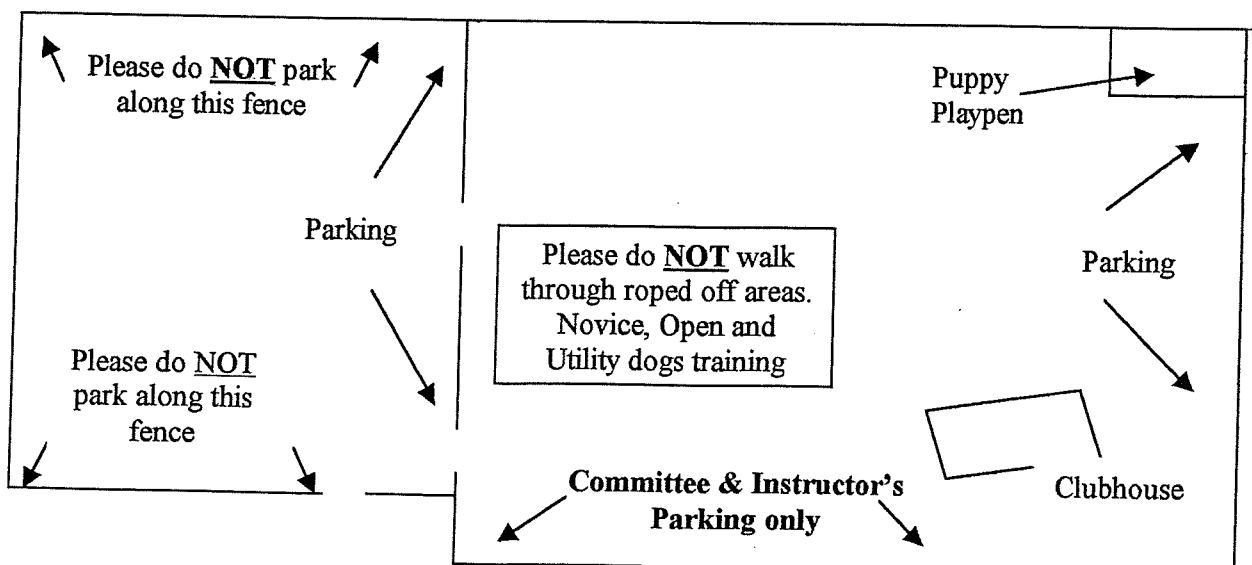 Please do NOT park
along this fence
Puppy
Playpen
Parking
Please do NOT walk
through roped off areas.
Novice, Open and
Utility dogs training
Parking
Please do NOT
park along this
fence
Committee & Instructor's
Parking only
Clubhouse